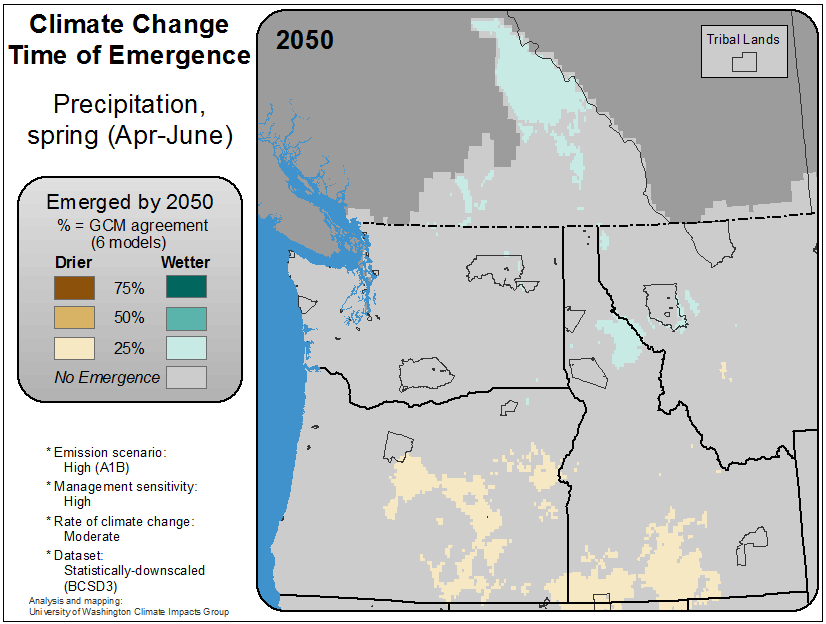 Climate Change
Time of Emergence
Precipitation,
spring (Apr-June)
Emerged by 2050
% = GCM agreement
(6 models)
Drier Wetter
75%
50%
25%
No Emergence
* Emission scenario:
High (A1B)
* Management sensitivity:
High
* Rate of climate change:
Moderate
* Dataset:
Statistically-downscaled
(BCSD3)
Analysis and mapping:
University of Washington Climate Impacts Group
2050
Tribal Lands